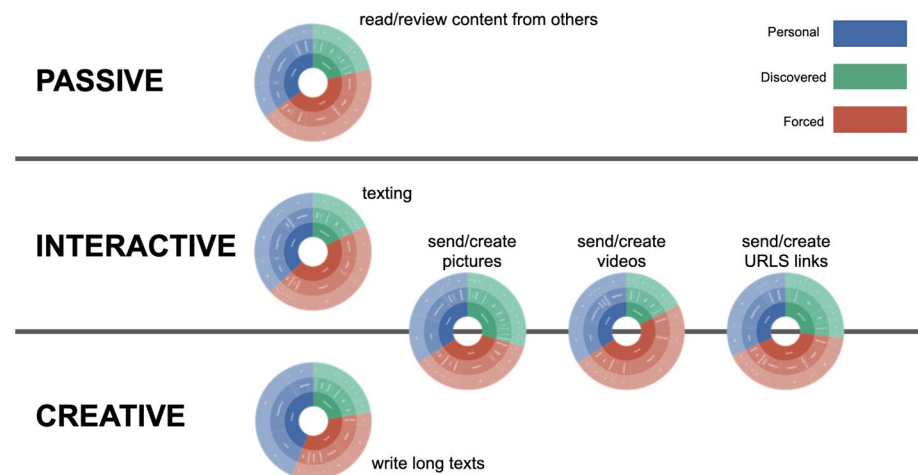 read/review content from others
Personal
PASSIVE
Discovered
Forced
texting
INTERACTIVE
send/create
pictures
send/create
videos
send/create
URLS links
CREATIVE
write long texts